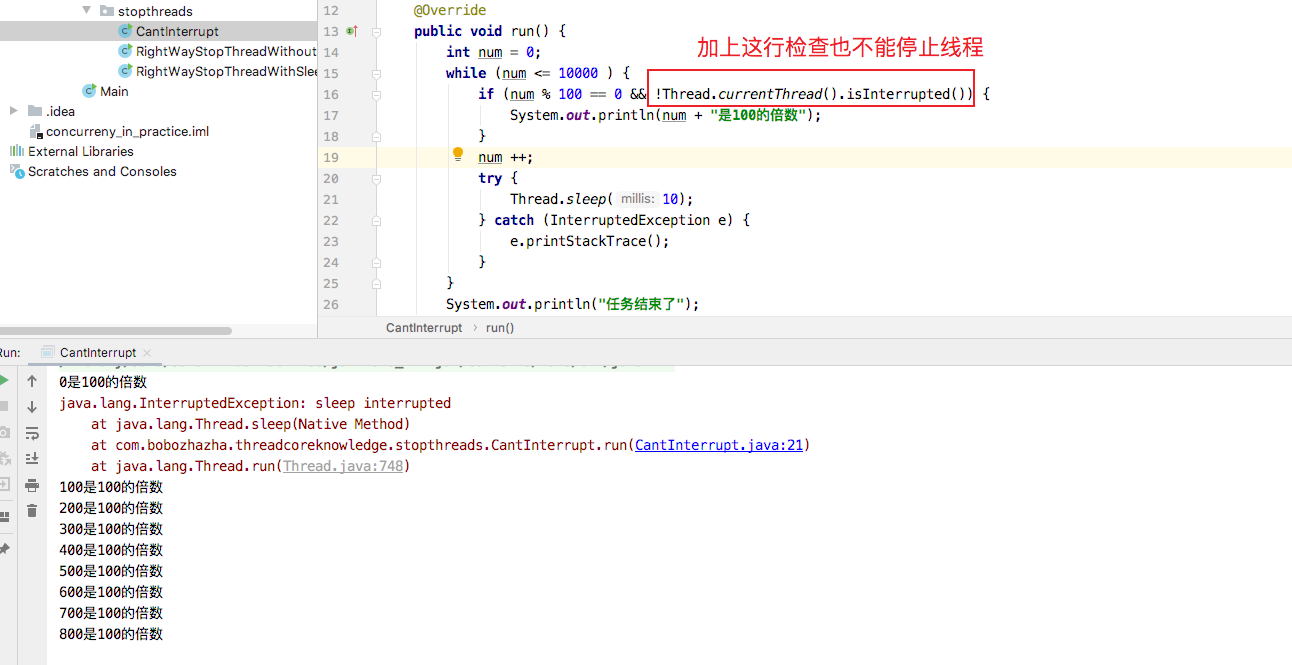 stopthreads
CantInterrupt
RightWayStopThreadWithout
RightWayStopThreadWithSle
Main
.idea
concurreny_in_practice.iml
External Libraries
Scratches and Consoles
加上这行检查也不能停止线程
12 @Override
13 public void run() {
14 int num = 0;
15 while (num <= 10000 ) {
16 if (num % 100 == 0 && !Thread.currentThread().isInterrupted()) {
17 System.out.println(num + "是100的倍数");
18 }
19 num ++;
20 try {
21 Thread.sleep( millis: 10);
22 } catch (InterruptedException e) {
23 e.printStackTrace();
24 }
25 }
26 System.out.println("任务结束了");
CantInterrupt › run()
Run: CantInterrupt ×
0是100的倍数
java.lang.InterruptedException: sleep interrupted
at java.lang.Thread.sleep(Native Method)
at com.bobozhazha.threadcoreknowledge.stopthreads.CantInterrupt.run(CantInterrupt.java:21)
at java.lang.Thread.run(Thread.java:748)
100是100的倍数
200是100的倍数
300是100的倍数
400是100的倍数
500是100的倍数
600是100的倍数
700是100的倍数
800是100的倍数